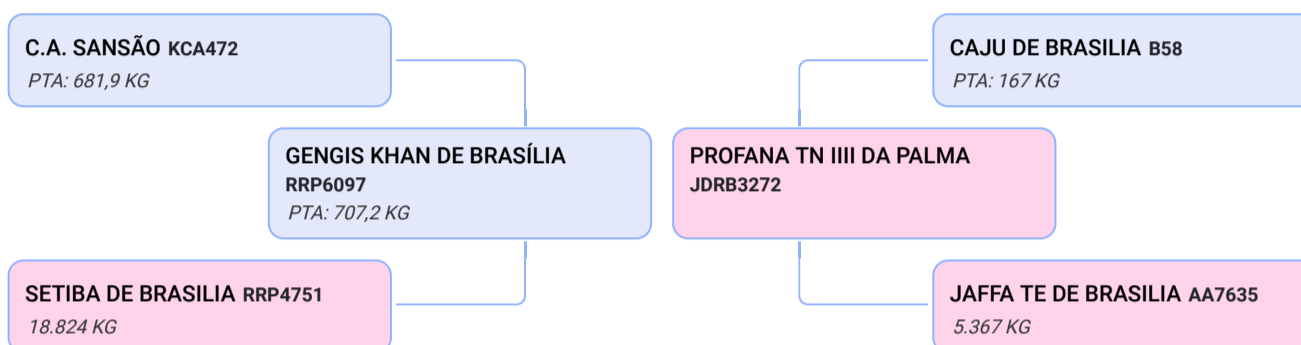 C.A. SANSÃO KCA472
PTA: 681,9 KG
CAJU DE BRASILIA B58
PTA: 167 KG
GENGIS KHAN DE BRASÍLIA
RRP6097
PTA: 707,2 KG
PROFANA TN IIII DA PALMA
JDRB3272
SETIBA DE BRASILIA RRP4751
18.824 KG
JAFFA TE DE BRASILIA AA7635
5.367 KG